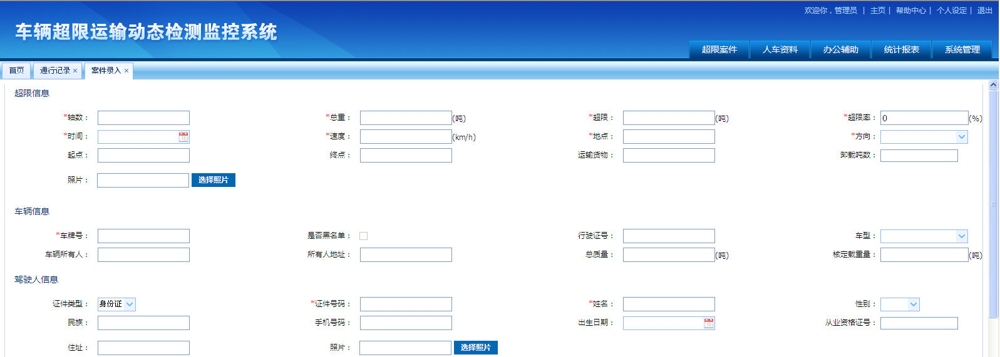 欢迎你，管理员 | 主页 | 帮助中心 | 个人设定 | 退出
车辆超限运输动态检测监控系统
超限案件 人车资料 办公辅助 统计报表 系统管理
首页 通行记录 × 案件录入 ×
超限信息
*轴数： *总重： (吨) *超限： (吨) *超限率： 0 (%)
*时间： *速度： (km/h) *地点： *方向：
起点： 终点： 运输货物： 卸载吨数：
照片： 选择照片
车辆信息
*车牌号： 是否黑名单： 行驶证号： 车型：
车辆所有人： 所有人地址： 总质量： (吨) 核定载重量： (吨)
驾驶人信息
证件类型： 身份证 *证件号码： *姓名： 性别：
民族： 手机号码： 出生日期： 从业资格证号：
住址： 照片： 选择照片